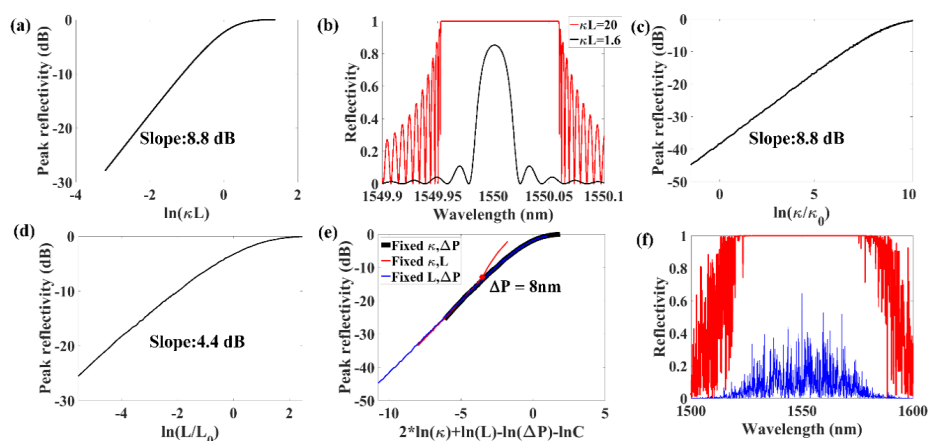 (a)
Peak reflectivity (dB)
0
-10
-20
-30
Slope:8.8 dB
-4
-2
0
2
ln(κL)
(b)
Reflectivity
1
0.8
0.6
0.4
0.2
0
κL=20
κL=1.6
1549.9
1549.95
1550
1550.05
1550.1
Wavelength (nm)
(c)
Peak reflectivity (dB)
0
-10
-20
-30
-40
-50
Slope:8.8 dB
0
5
10
ln(κ/κ₀)
(d)
Peak reflectivity (dB)
0
-10
-20
-30
Slope:4.4 dB
-4
-2
0
2
ln(L/L₀)
(e)
Peak reflectivity (dB)
0
-10
-20
-30
-40
-50
Fixed κ,ΔP
Fixed κ,L
Fixed L,ΔP
ΔP = 8nm
-10
-5
0
5
2*ln(κ)+ln(L)-ln(ΔP)-lnC
(f)
Reflectivity
1
0.8
0.6
0.4
0.2
0
1500
1550
1600
Wavelength (nm)